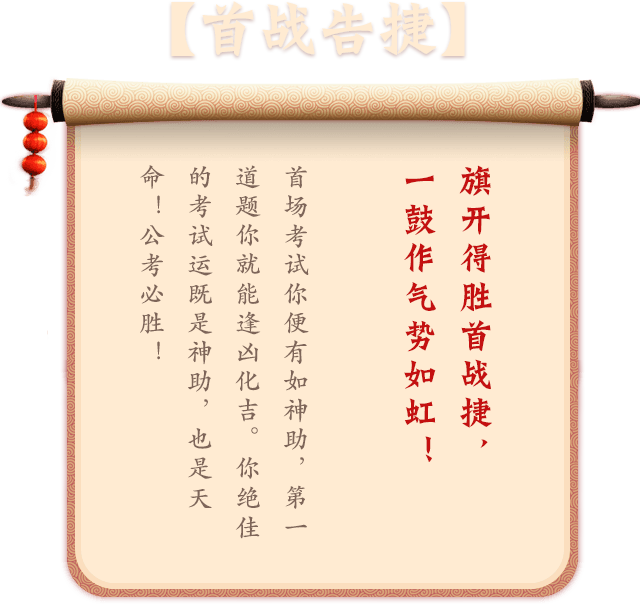 【首战告捷】
旗开得胜首战捷，
一鼓作气势如虹！
首场考试你便有如神助，第一
道题你就能逢凶化吉。你绝佳
的考试运既是神助，也是天
命！公考必胜！